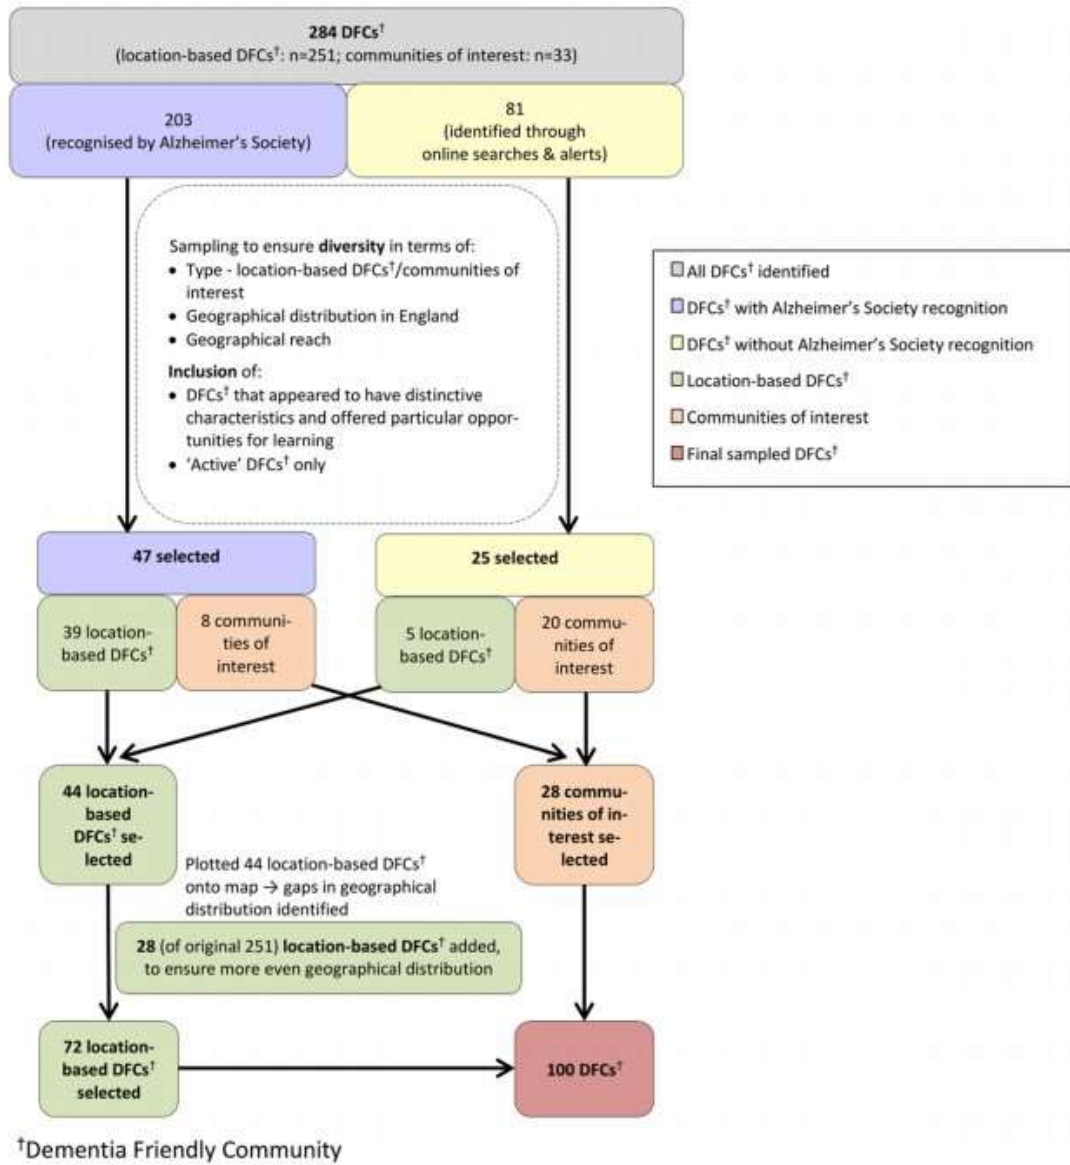 284 DFCs†
(location-based DFCs†: n=251; communities of interest: n=33)
203
(recognised by Alzheimer's Society)
81
(identified through
online searches & alerts)
Sampling to ensure diversity in terms of:
• Type - location-based DFCs†/communities of
interest
• Geographical distribution in England
• Geographical reach
Inclusion of:
• DFCs† that appeared to have distinctive
characteristics and offered particular oppor-
tunities for learning
• 'Active' DFCs† only
All DFCs† identified
DFCs† with Alzheimer's Society recognition
DFCs† without Alzheimer's Society recognition
Location-based DFCs†
Communities of interest
Final sampled DFCs†
47 selected
25 selected
39 location-
based DFCs†
8 communi-
ties of
interest
5 location-
based DFCs†
20 commu-
nities of
interest
44 location-
based
DFCs† se-
lected
28 commu-
nities of in-
terest se-
lected
Plotted 44 location-based DFCs†
onto map → gaps in geographical
distribution identified
28 (of original 251) location-based DFCs† added,
to ensure more even geographical distribution
72 location-
based DFCs†
selected
100 DFCs†
†Dementia Friendly Community